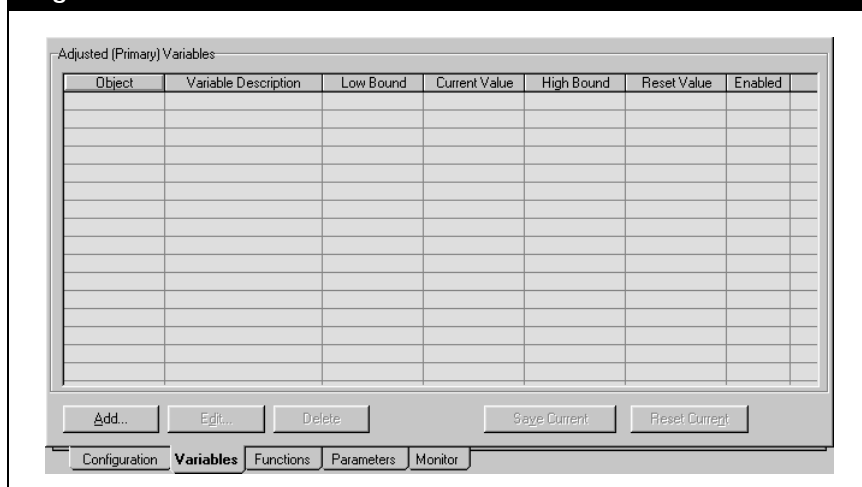 Adjusted (Primary) Variables
Object Variable Description Low Bound Current Value High Bound Reset Value Enabled
Add... Edit... Delete Save Current Reset Current
Configuration Variables Functions Parameters Monitor